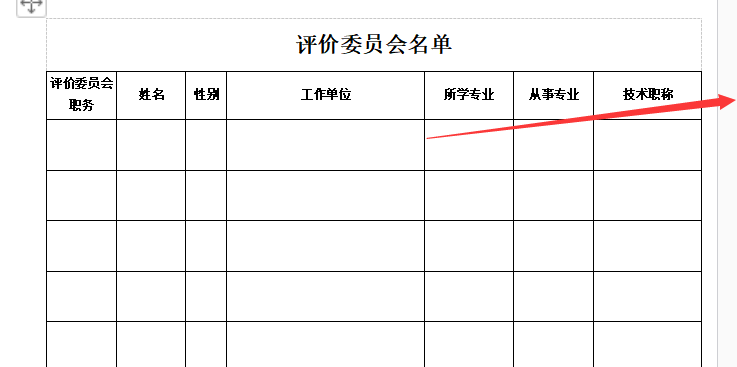 评价委员会名单
评价委员会
职务
姓名
性别
工作单位
所学专业
从事专业
技术职称